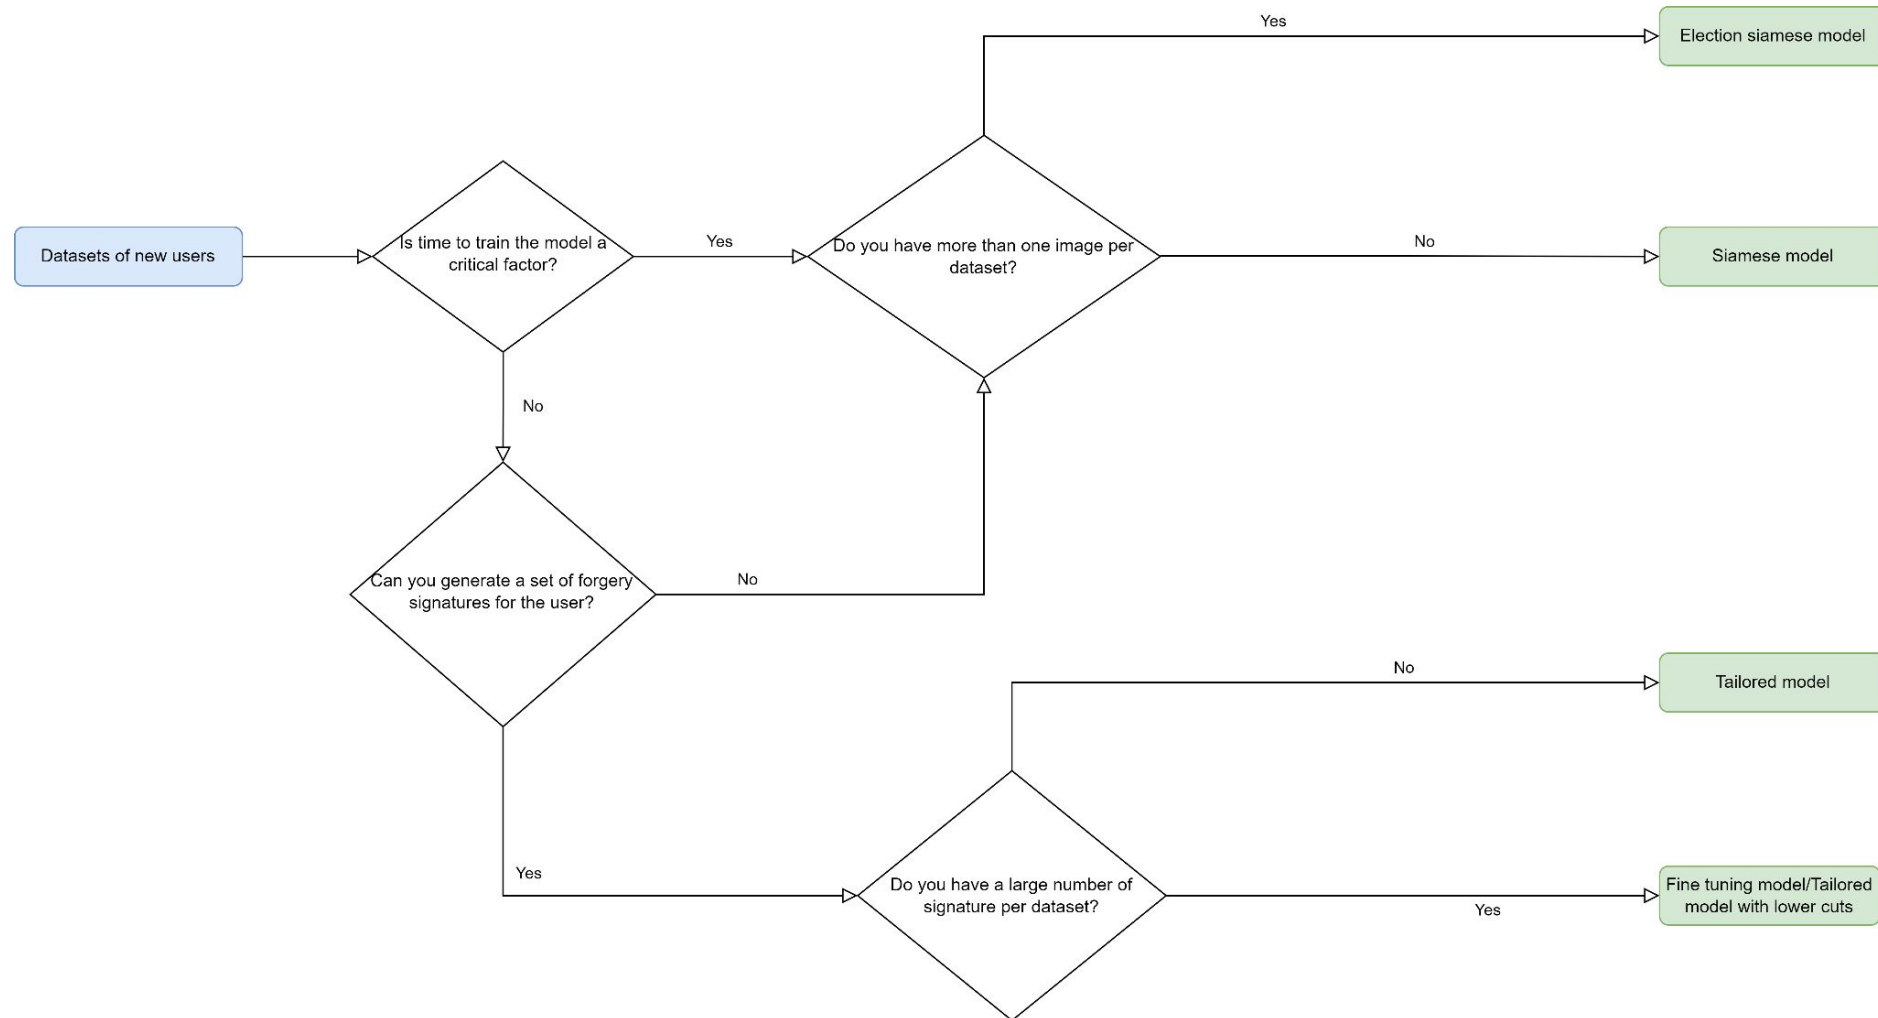 Yes
Election siamese model
Datasets of new users
Is time to train the model a
critical factor?
Yes
Do you have more than one image per
dataset?
No
Siamese model
No
Can you generate a set of forgery
signatures for the user?
No
No
Tailored model
Yes
Do you have a large number of
signature per dataset?
Yes
Fine tuning model/Tailored
model with lower cuts